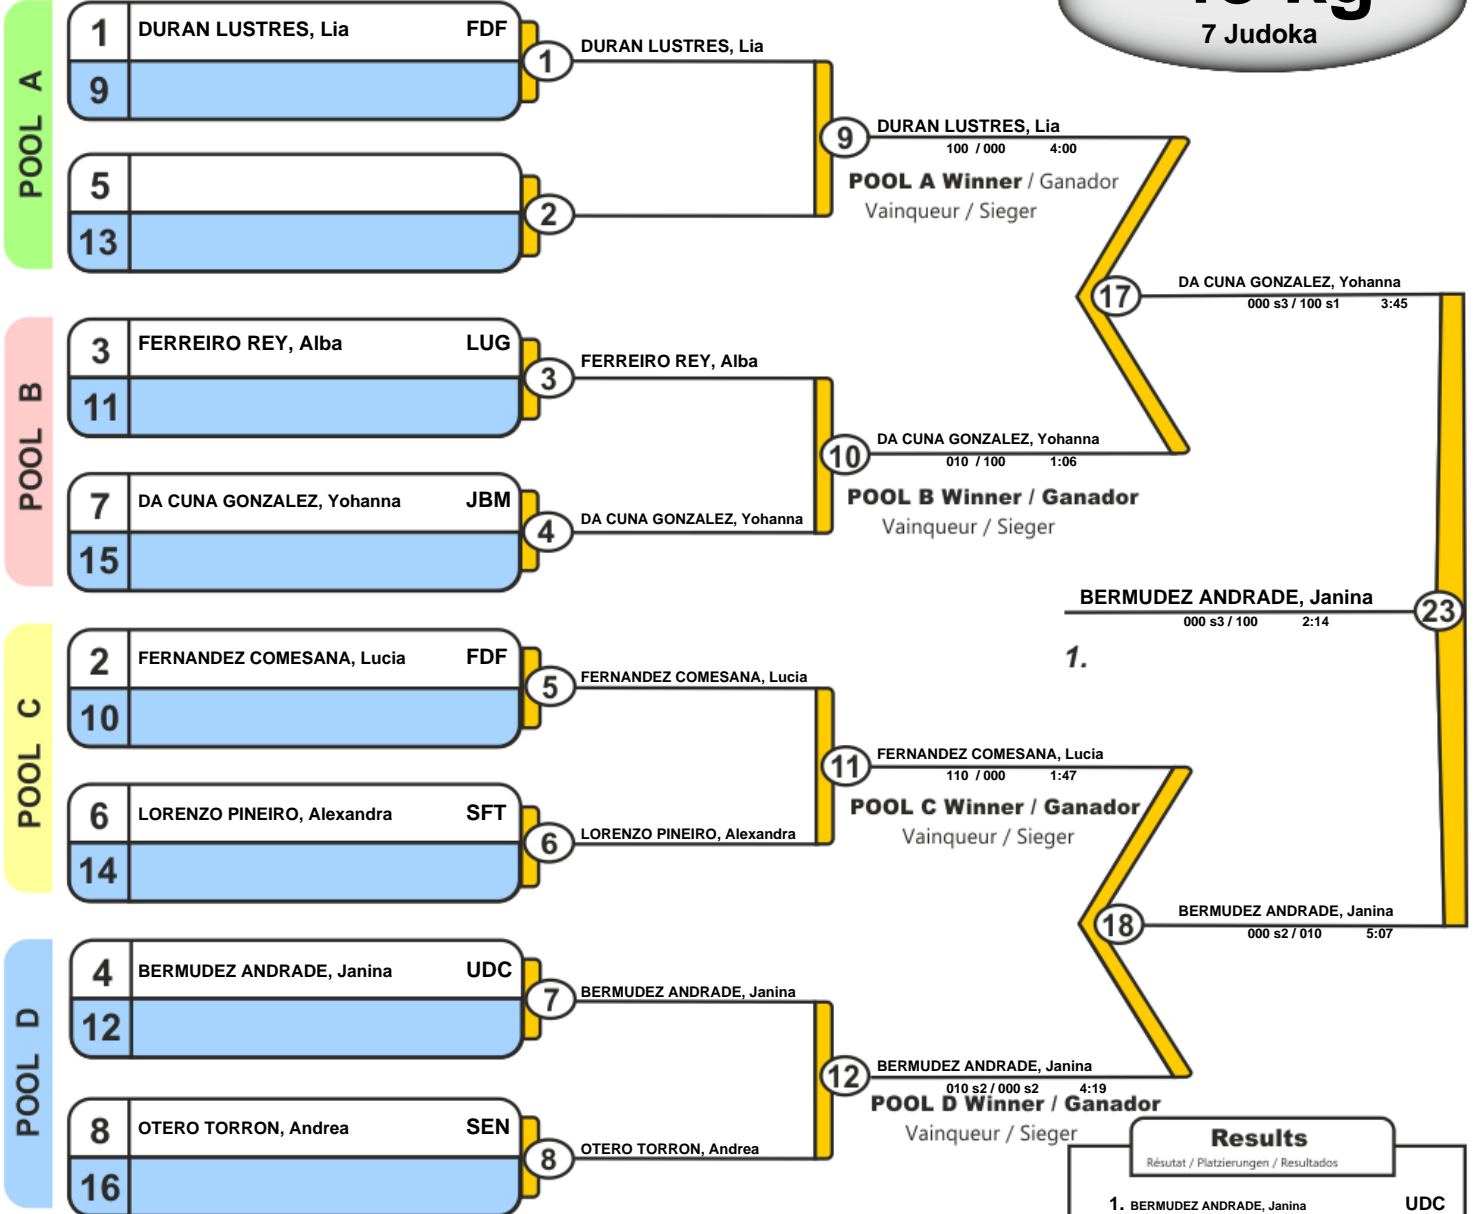 7 Judoka
POOL A
1 DURAN LUSTRES, Lia FDF
9
1 DURAN LUSTRES, Lia
5
13
2
9 DURAN LUSTRES, Lia
100 / 000 4:00
POOL A Winner / Ganador
Vainqueur / Sieger
POOL B
3 FERREIRO REY, Alba LUG
11
3 FERREIRO REY, Alba
7 DA CUNA GONZALEZ, Yohanna JBM
15
4 DA CUNA GONZALEZ, Yohanna
10 DA CUNA GONZALEZ, Yohanna
010 / 100 1:06
POOL B Winner / Ganador
Vainqueur / Sieger
17 DA CUNA GONZALEZ, Yohanna
000 s3 / 100 s1 3:45
BERMUDEZ ANDRADE, Janina 23
000 s3 / 100 2:14
1.
POOL C
2 FERNANDEZ COMESANA, Lucia FDF
10
5 FERNANDEZ COMESANA, Lucia
6 LORENZO PINEIRO, Alexandra SFT
14
6 LORENZO PINEIRO, Alexandra
11 FERNANDEZ COMESANA, Lucia
110 / 000 1:47
POOL C Winner / Ganador
Vainqueur / Sieger
18 BERMUDEZ ANDRADE, Janina
000 s2 / 010 5:07
POOL D
4 BERMUDEZ ANDRADE, Janina UDC
12
7 BERMUDEZ ANDRADE, Janina
8 OTERO TORRON, Andrea SEN
16
8 OTERO TORRON, Andrea
12 BERMUDEZ ANDRADE, Janina
010 s2 / 000 s2 4:19
POOL D Winner / Ganador
Vainqueur / Sieger
Results
Résutat / Platzierungen / Resultados
1. BERMUDEZ ANDRADE, Janina UDC